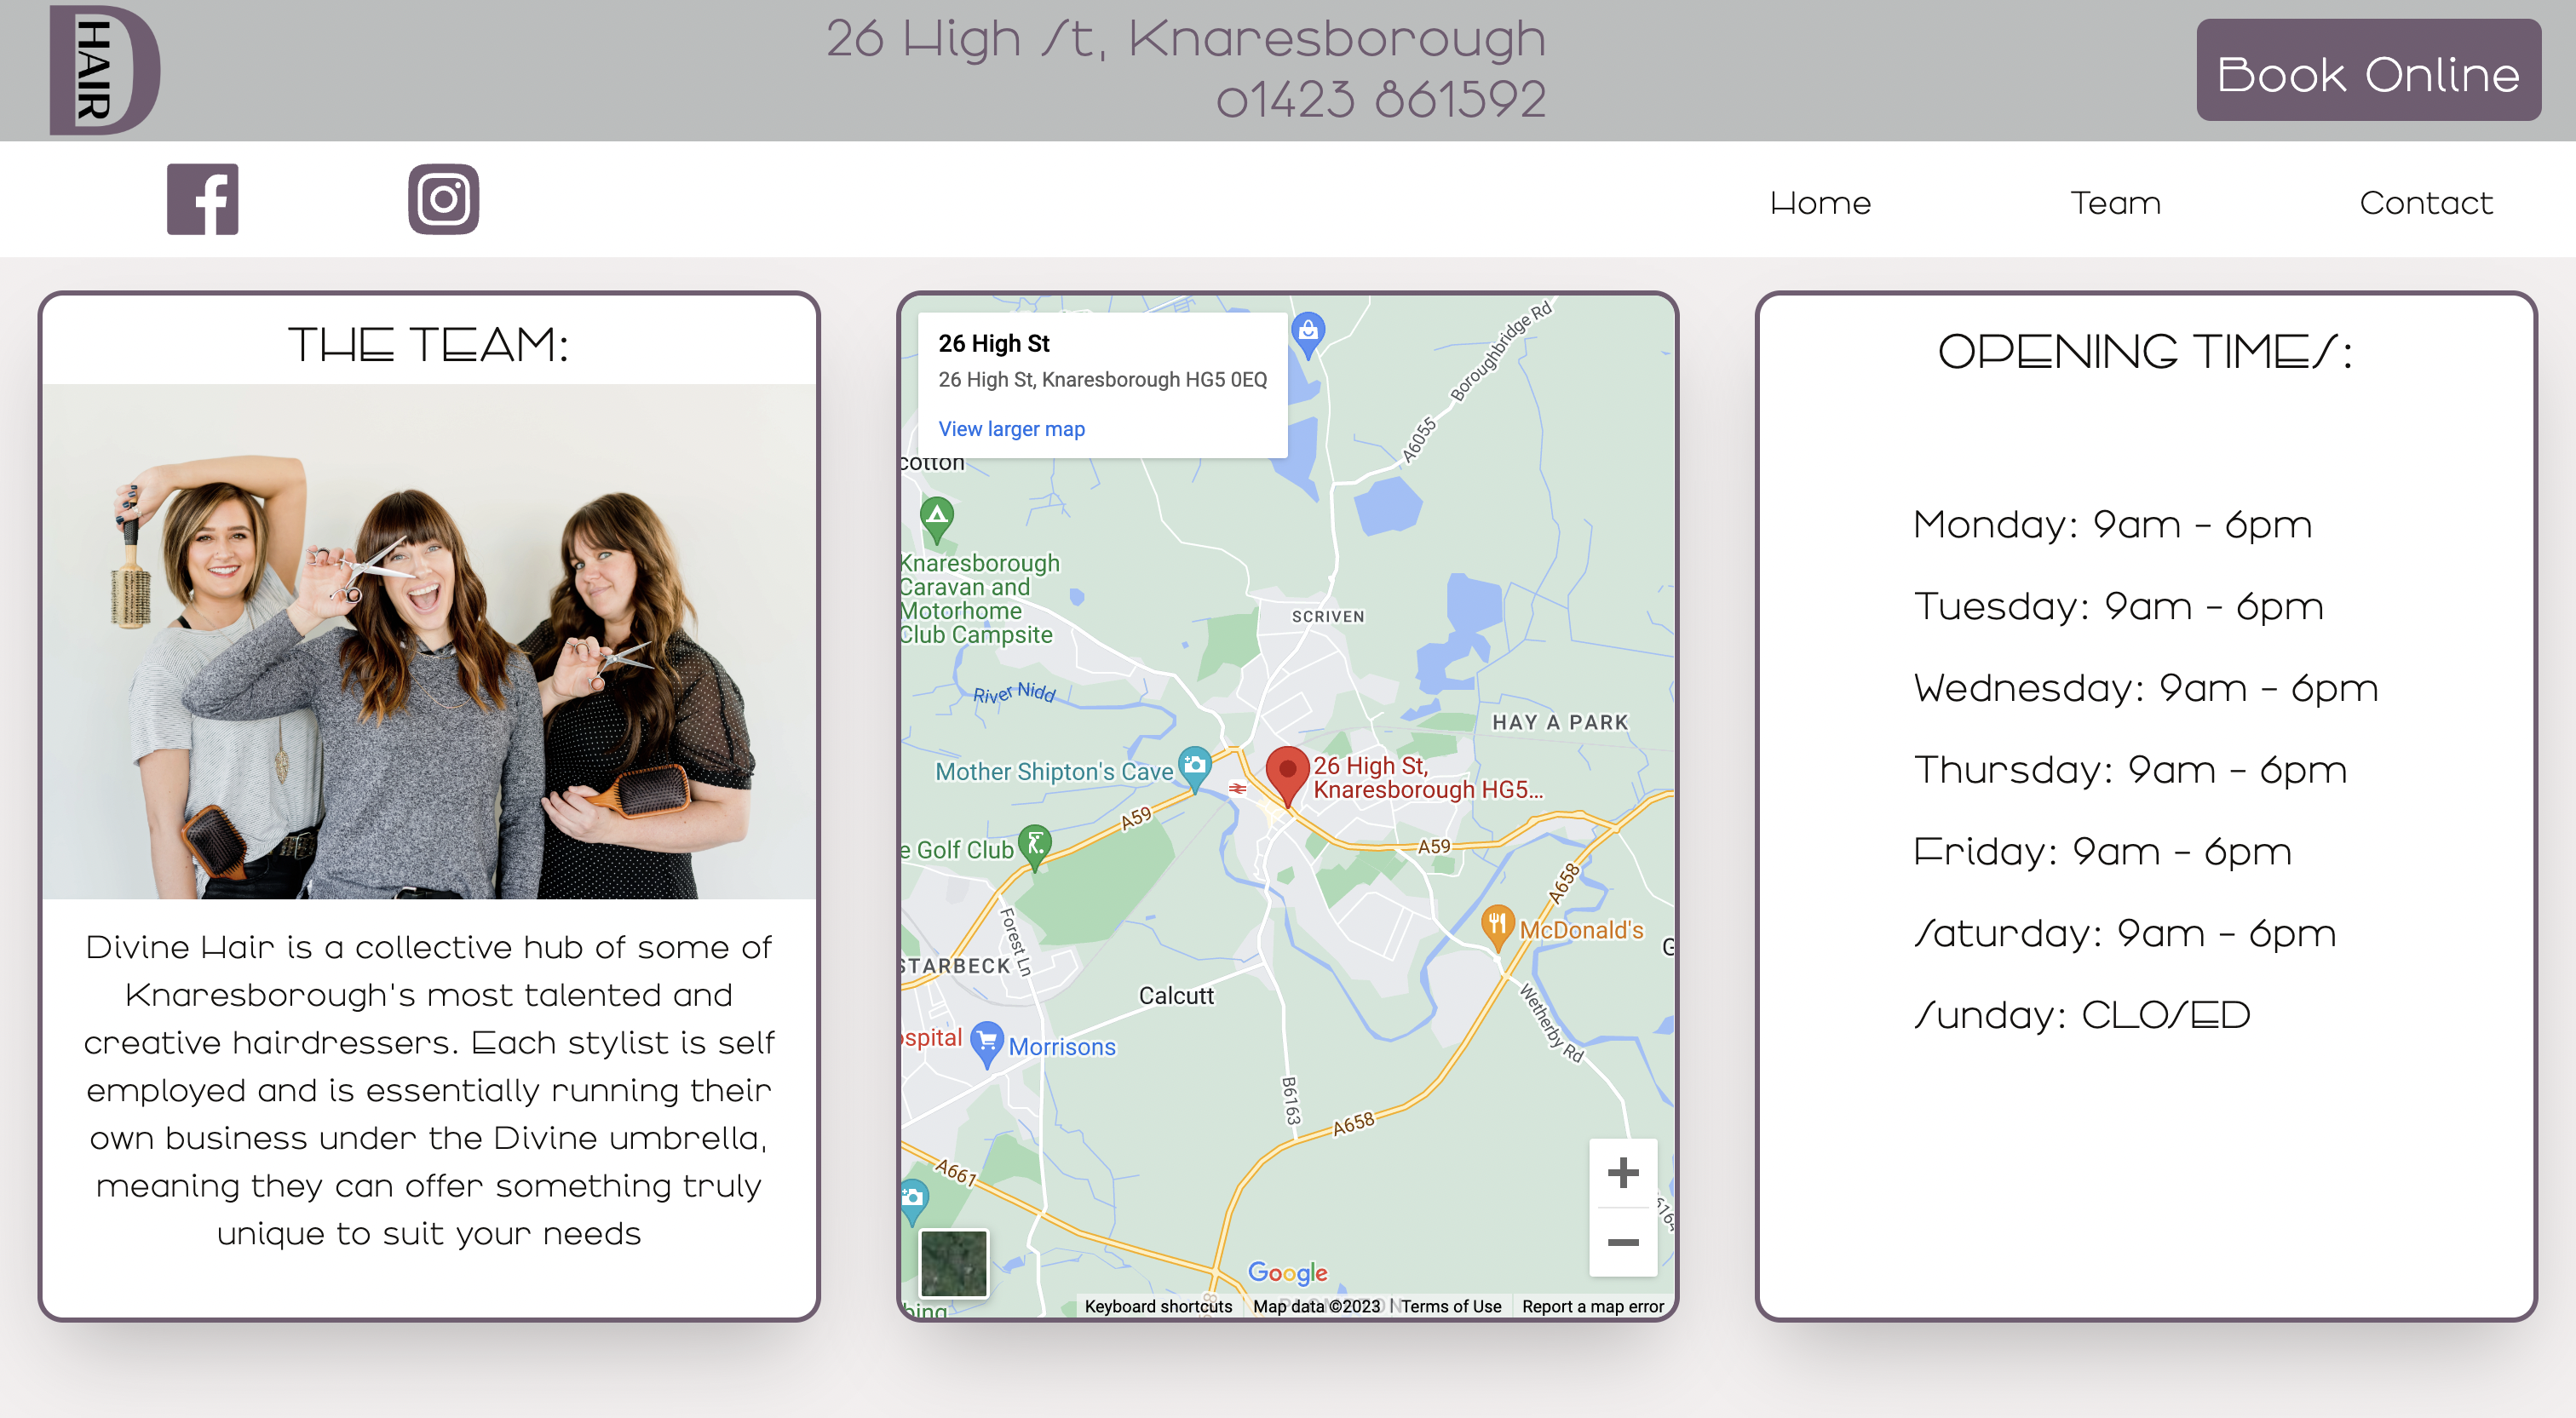 HAIR
D
26 High St, Knaresborough
01423 861592
Book Online
Home
Team
Contact
THE TEAM:
Divine Hair is a collective hub of some of
Knaresborough's most talented and
creative hairdressers. Each stylist is self
employed and is essentially running their
own business under the Divine umbrella,
meaning they can offer something truly
unique to suit your needs
26 High St
26 High St, Knaresborough HG5 0EQ
View larger map
cotton
Boroughbridge Rd
A6055
Knaresborough
Caravan and
Motorhome
Club Campsite
SCRIVEN
River Nidd
HAY A PARK
Mother Shipton's Cave
26 High St,
Knaresborough HG5...
A59
e Golf Club
A59
A658
Forest Ln
McDonald's
G
STARBECK
Calcutt
Wetherby Rd
ospital
Morrisons
B6163
A658
A661
Google
bing
Keyboard shortcuts
Map data ©2023
Terms of Use
Report a map error
OPENING TIMES:
Monday: 9am - 6pm
Tuesday: 9am - 6pm
Wednesday: 9am - 6pm
Thursday: 9am - 6pm
Friday: 9am - 6pm
Saturday: 9am - 6pm
Sunday: CLOSED